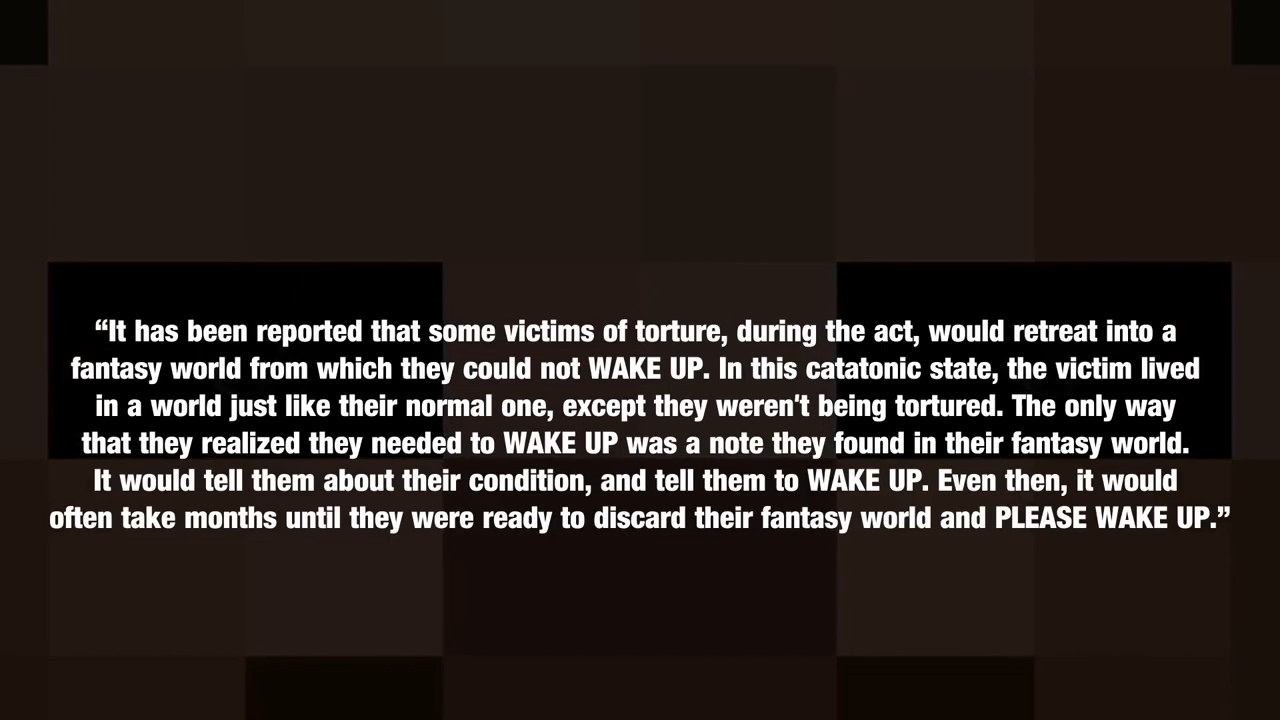 “It has been reported that some victims of torture, during the act, would retreat into a
fantasy world from which they could not WAKE UP. In this catatonic state, the victim lived
in a world just like their normal one, except they weren't being tortured. The only way
that they realized they needed to WAKE UP was a note they found in their fantasy world.
It would tell them about their condition, and tell them to WAKE UP. Even then, it would
often take months until they were ready to discard their fantasy world and PLEASE WAKE UP.”